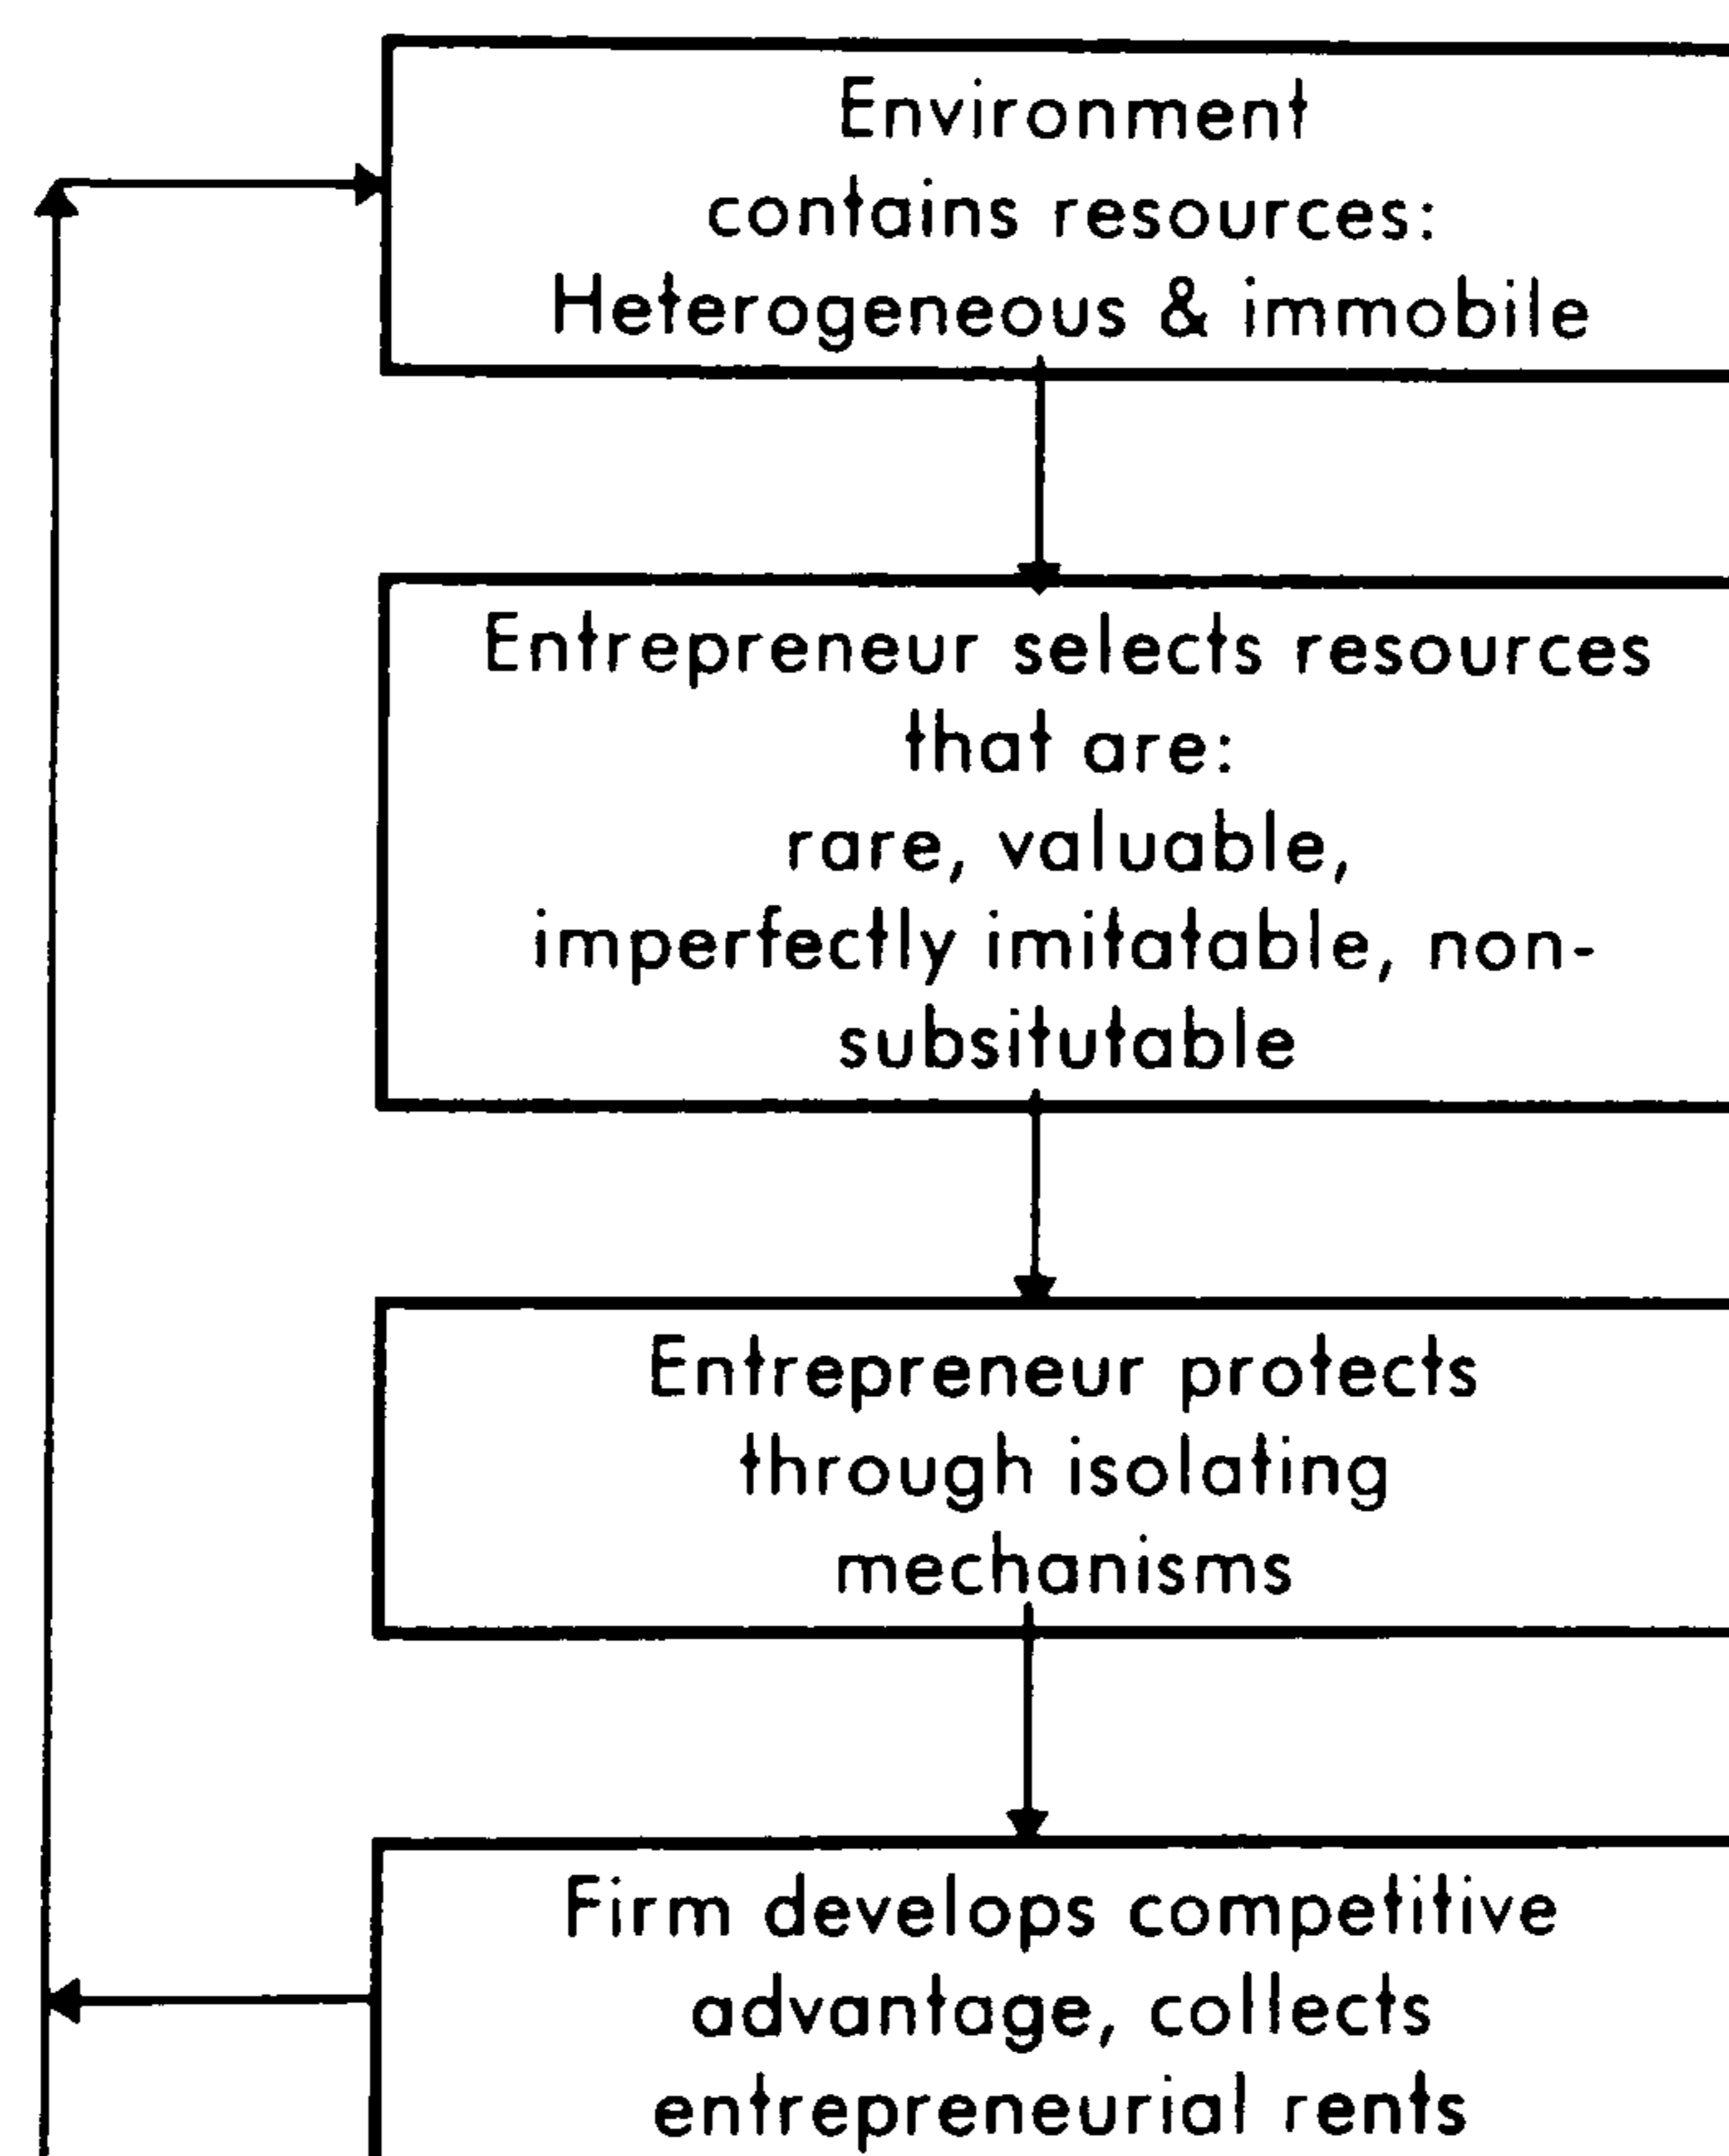 Environment
contains resources:
Heterogeneous & immobile
Entrepreneur selects resources
that are:
rare, valuable,
imperfectly imitatable, non-
subsitutable
Entrepreneur protects
through isolating
mechanisms
Firm develops competitive
advantage, collects
entrepreneurial rents